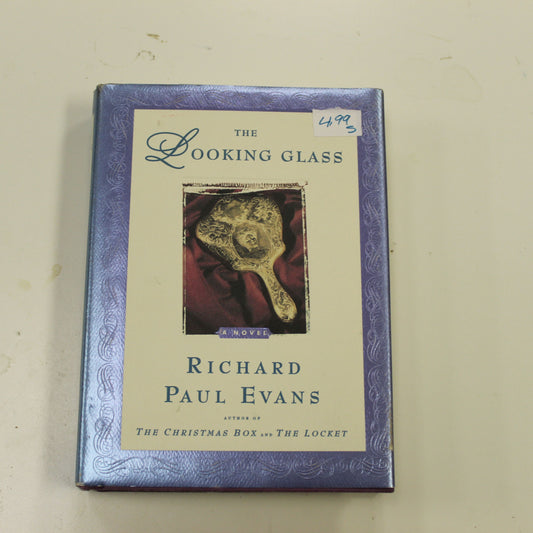 4.99
S
THE
LOOKING GLASS
A NOVEL
RICHARD
PAUL EVANS
AUTHOR OF
THE CHRISTMAS BOX AND THE LOCKET